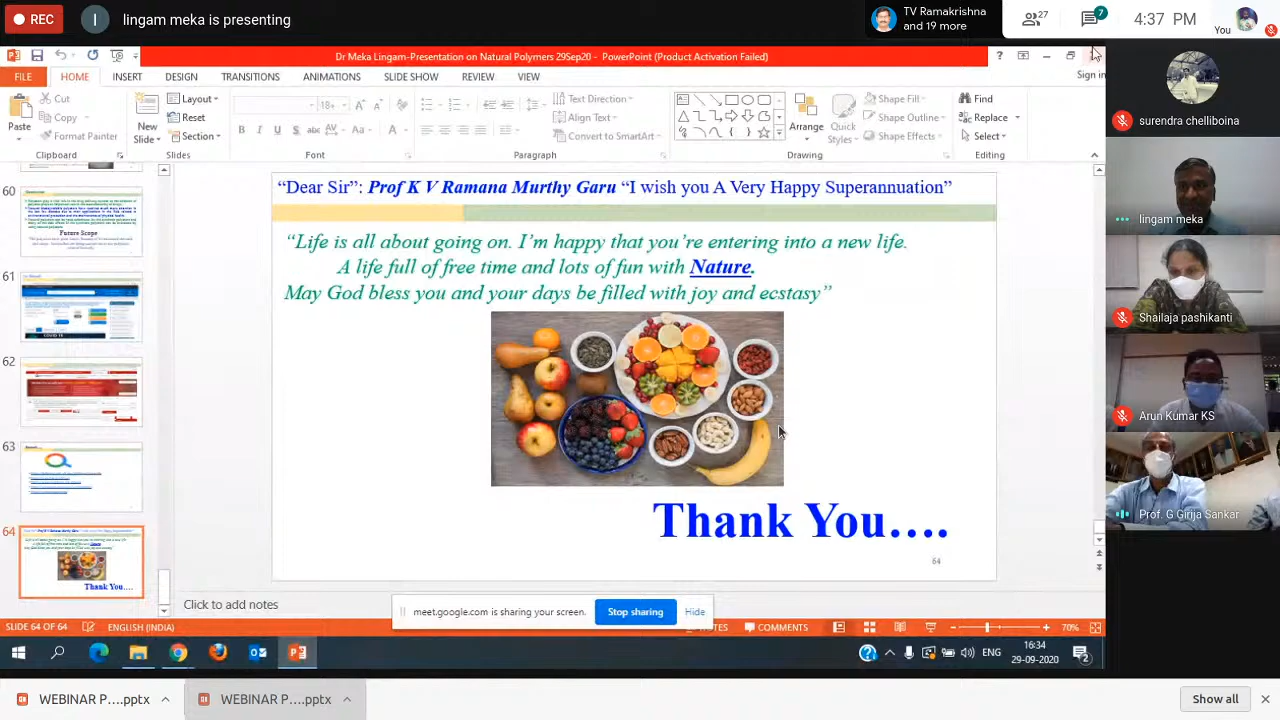 REC
lingam meka is presenting
TV Ramakrishna
and 19 more
27
7
4:37 PM
You
Dr Meka Lingam-Presentation on Natural Polymers 29Sep20 - PowerPoint (Product Activation Failed)
FILE
HOME
INSERT
DESIGN
TRANSITIONS
ANIMATIONS
SLIDE SHOW
REVIEW
VIEW
Sign in
Paste
Cut
Copy
Format Painter
Clipboard
New
Slide
Layout
Reset
Section
Slides
18
Font
Text Direction
Align Text
Convert to SmartArt
Paragraph
Arrange
Quick
Styles
Shape Fill
Shape Outline
Shape Effects
Drawing
Find
Replace
Select
Editing
60
Future Scope
61
62
63
64
Thank You....
“Dear Sir”: Prof K V Ramana Murthy Garu “I wish you A Very Happy Superannuation”
“Life is all about going on. I’m happy that you’re entering into a new life.
A life full of free time and lots of fun with Nature.
May God bless you and your days be filled with joy and ecstasy”
Thank You….
64
Click to add notes
meet.google.com is sharing your screen.
Stop sharing
Hide
SLIDE 64 OF 64
ENGLISH (INDIA)
COMMENTS
70%
ENG
16:34
29-09-2020
2
surendra chelliboina
lingam meka
Shailaja pashikanti
Arun Kumar KS
Prof. G Girija Sankar
WEBINAR P....pptx
WEBINAR P....pptx
Show all